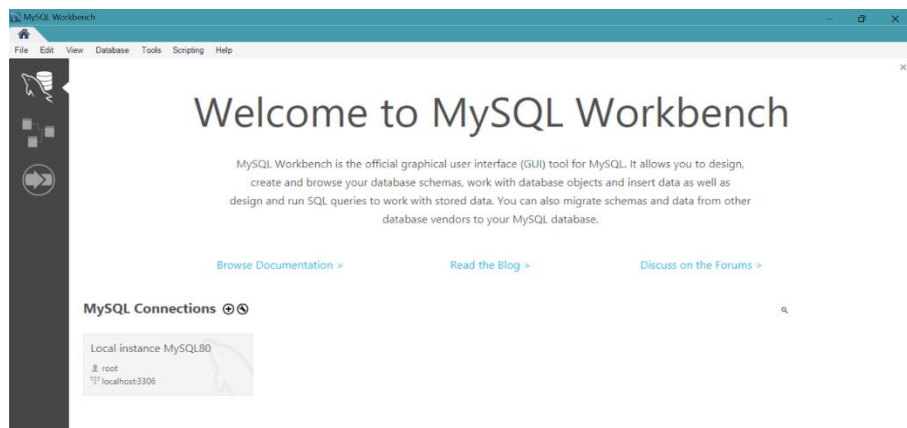 MySQL Workbench
File Edit View Database Tools Scripting Help
Welcome to MySQL Workbench
MySQL Workbench is the official graphical user interface (GUI) tool for MySQL. It allows you to design,
create and browse your database schemas, work with database objects and insert data as well as
design and run SQL queries to work with stored data. You can also migrate schemas and data from other
database vendors to your MySQL database.
Browse Documentation > Read the Blog > Discuss on the Forums >
MySQL Connections
Local instance MySQL80
root
localhost:3306